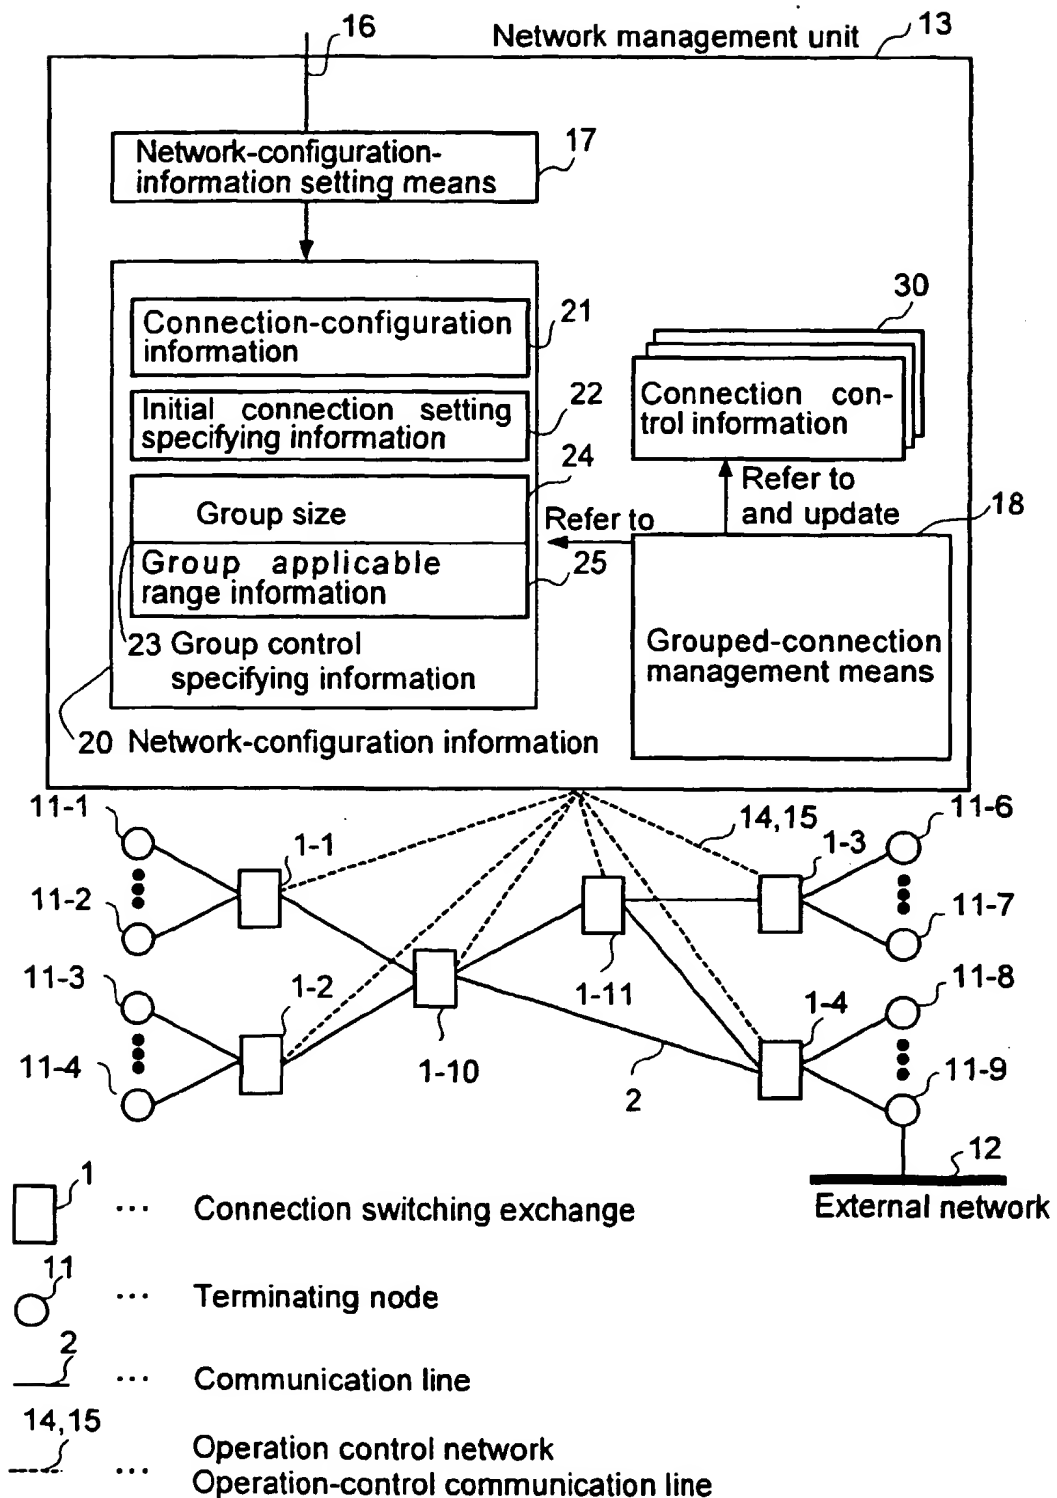 16
Network management unit
13
Network-configuration-
information setting means
17
Connection-configuration
information
21
30
Initial connection setting
specifying information
22
Connection con-
trol information
24
Group size
Refer to
Refer to
and update
18
Group applicable
range information
25
23 Group control
specifying information
Grouped-connection
management means
20 Network-configuration information
11-1
1-1
14,15
1-3
11-6
11-2
11-7
11-3
1-2
1-11
1-4
11-8
11-4
1-10
2
11-9
12
External network
1
... Connection switching exchange
11
... Terminating node
2
... Communication line
14,15
... Operation control network
Operation-control communication line